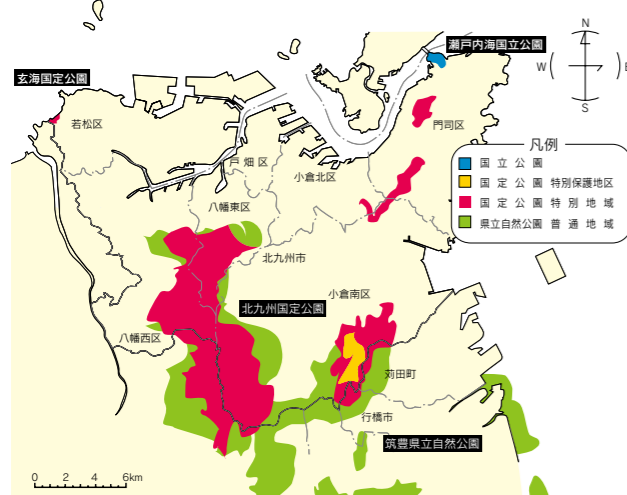 瀬戸内海国立公園
N
W
E
S
玄海国定公園
若松区
門司区
凡例
国立公園
国定公園 特別保護地区
国定公園 特別地域
県立自然公園 普通地域
戸畑区
小倉北区
八幡東区
北九州市
小倉南区
北九州国定公園
八幡西区
苅田町
行橋市
筑豊県立自然公園
0 2 4 6km